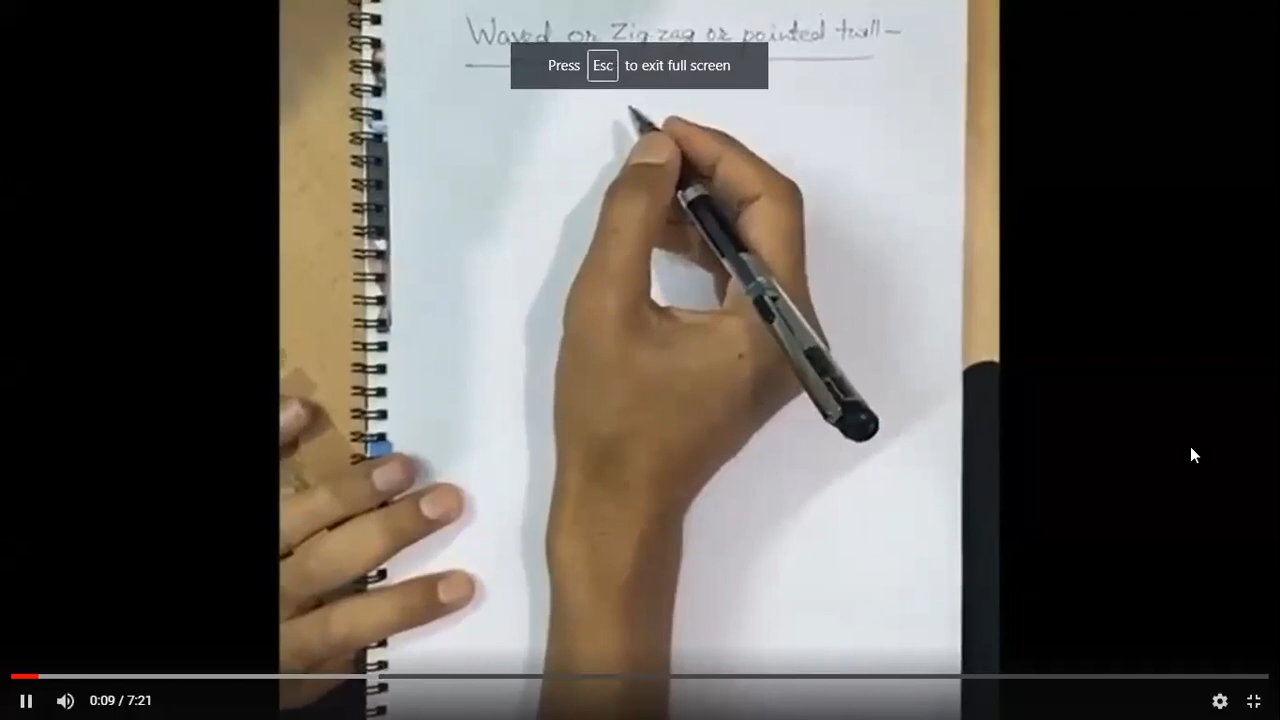 Waved or Zig-zag or pointed twill-
Press Esc to exit full screen
0:09 / 7:21